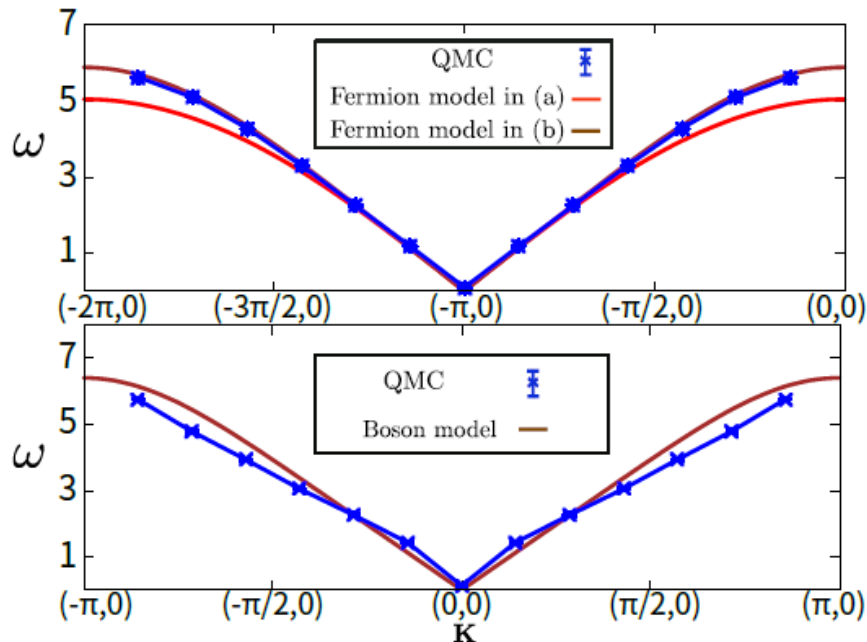 7
5
3
1
ω
QMC
Fermion model in (a)
Fermion model in (b)
(-2π,0) (-3π/2,0) (-π,0) (-π/2,0) (0,0)
7
5
3
1
ω
QMC
Boson model
(-π,0) (-π/2,0) (0,0) (π/2,0) (π,0)
K